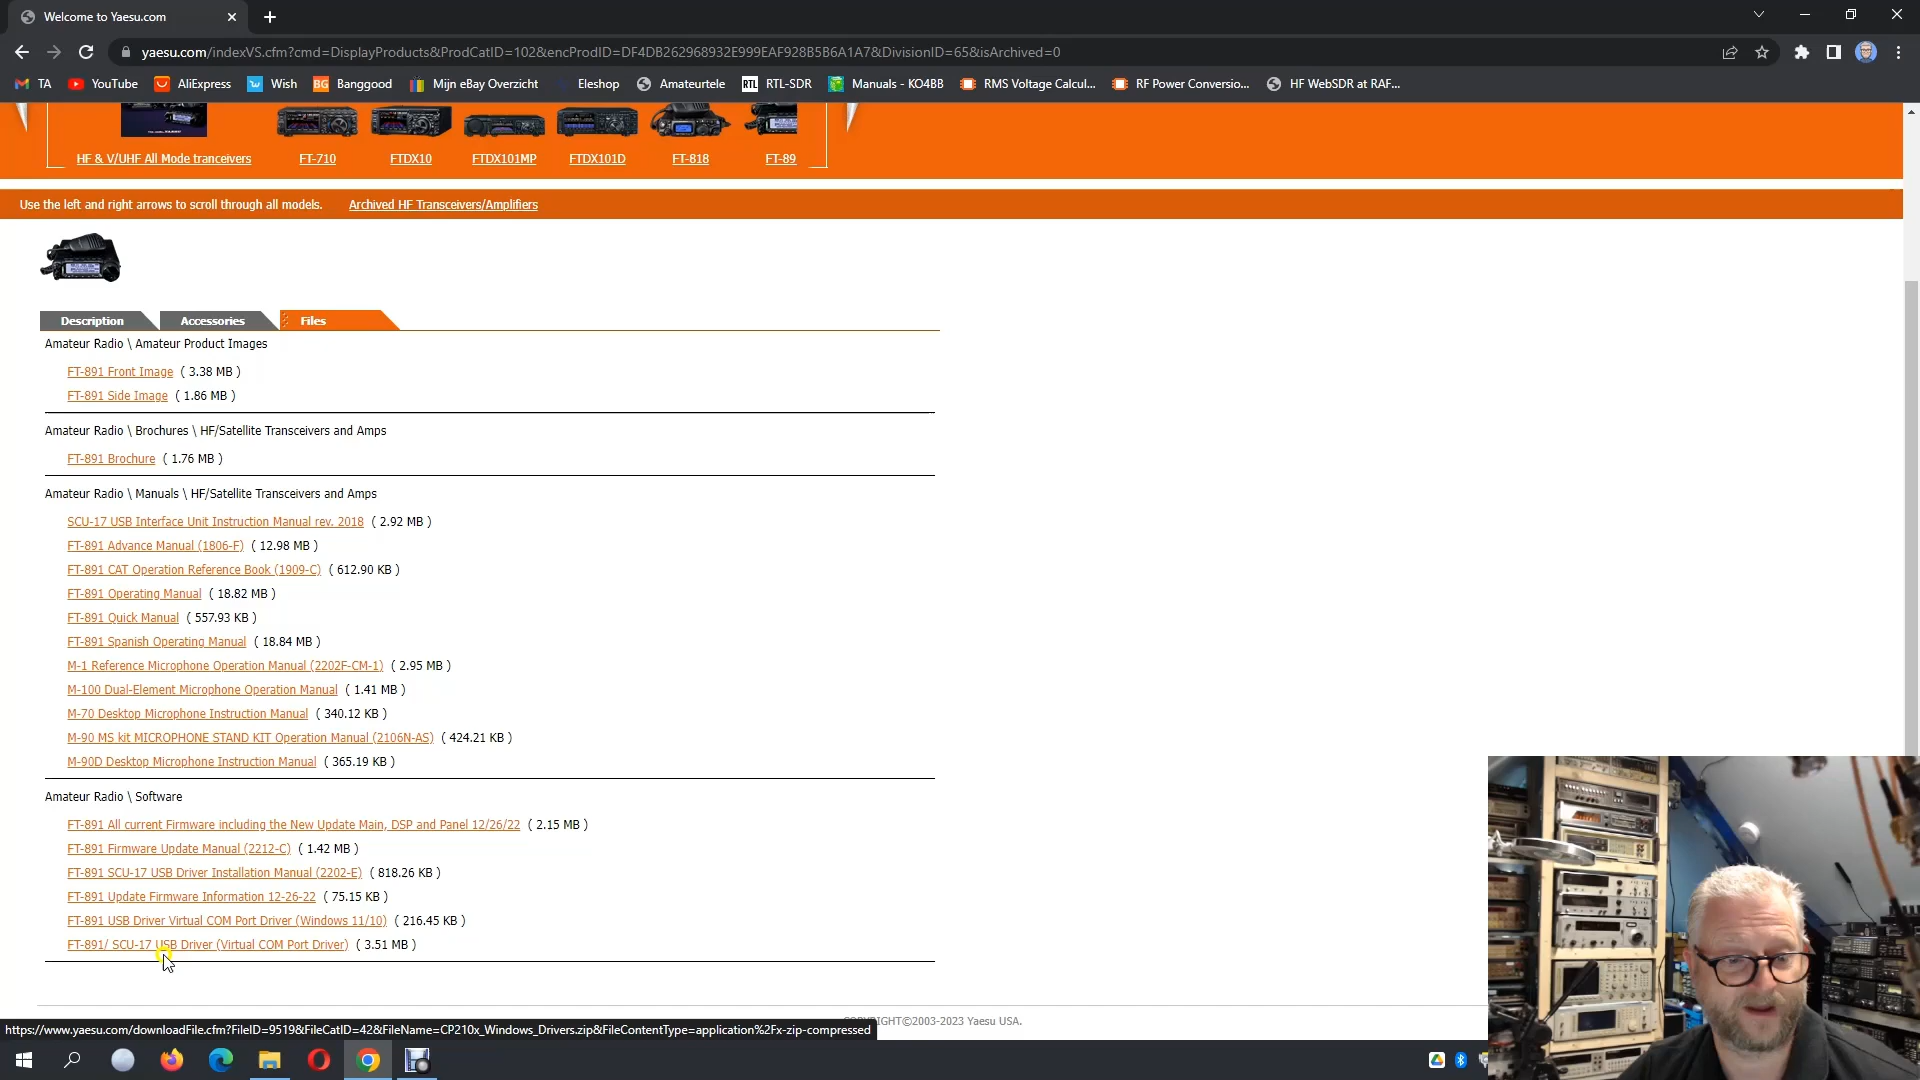 Welcome to Yaesu.com
yaesu.com/indexVS.cfm?cmd=DisplayProducts&ProdCatID=102&encProdID=DF4DB262968932E999EAF928B5B6A1A7&DivisionID=65&isArchived=0
TA YouTube AliExpress Wish BG Banggood Mijn eBay Overzicht Eleshop Amateurtele RTL RTL-SDR Manuals - KO4BB RMS Voltage Calcul... RF Power Conversio... HF WebSDR at RAF...
HF & V/UHF All Mode tranceivers FT-710 FTDX10 FTDX101MP FTDX101D FT-818 FT-89
Use the left and right arrows to scroll through all models. Archived HF Transceivers/Amplifiers
Description Accessories Files
Amateur Radio \ Amateur Product Images
FT-891 Front Image ( 3.38 MB )
FT-891 Side Image ( 1.86 MB )
Amateur Radio \ Brochures \ HF/Satellite Transceivers and Amps
FT-891 Brochure ( 1.76 MB )
Amateur Radio \ Manuals \ HF/Satellite Transceivers and Amps
SCU-17 USB Interface Unit Instruction Manual rev. 2018 ( 2.92 MB )
FT-891 Advance Manual (1806-F) ( 12.98 MB )
FT-891 CAT Operation Reference Book (1909-C) ( 612.90 KB )
FT-891 Operating Manual ( 18.82 MB )
FT-891 Quick Manual ( 557.93 KB )
FT-891 Spanish Operating Manual ( 18.84 MB )
M-1 Reference Microphone Operation Manual (2202F-CM-1) ( 2.95 MB )
M-100 Dual-Element Microphone Operation Manual ( 1.41 MB )
M-70 Desktop Microphone Instruction Manual ( 340.12 KB )
M-90 MS kit MICROPHONE STAND KIT Operation Manual (2106N-AS) ( 424.21 KB )
M-90D Desktop Microphone Instruction Manual ( 365.19 KB )
Amateur Radio \ Software
FT-891 All current Firmware including the New Update Main, DSP and Panel 12/26/22 ( 2.15 MB )
FT-891 Firmware Update Manual (2212-C) ( 1.42 MB )
FT-891 SCU-17 USB Driver Installation Manual (2202-E) ( 818.26 KB )
FT-891 Update Firmware Information 12-26-22 ( 75.15 KB )
FT-891 USB Driver Virtual COM Port Driver (Windows 11/10) ( 216.45 KB )
FT-891/ SCU-17 USB Driver (Virtual COM Port Driver) ( 3.51 MB )
IGHT©2003-2023 Yaesu USA.
https://www.yaesu.com/downloadFile.cfm?FileID=9519&FileCatID=42&FileName=CP210x_Windows_Drivers.zip&FileContentType=application%2Fx-zip-compressed